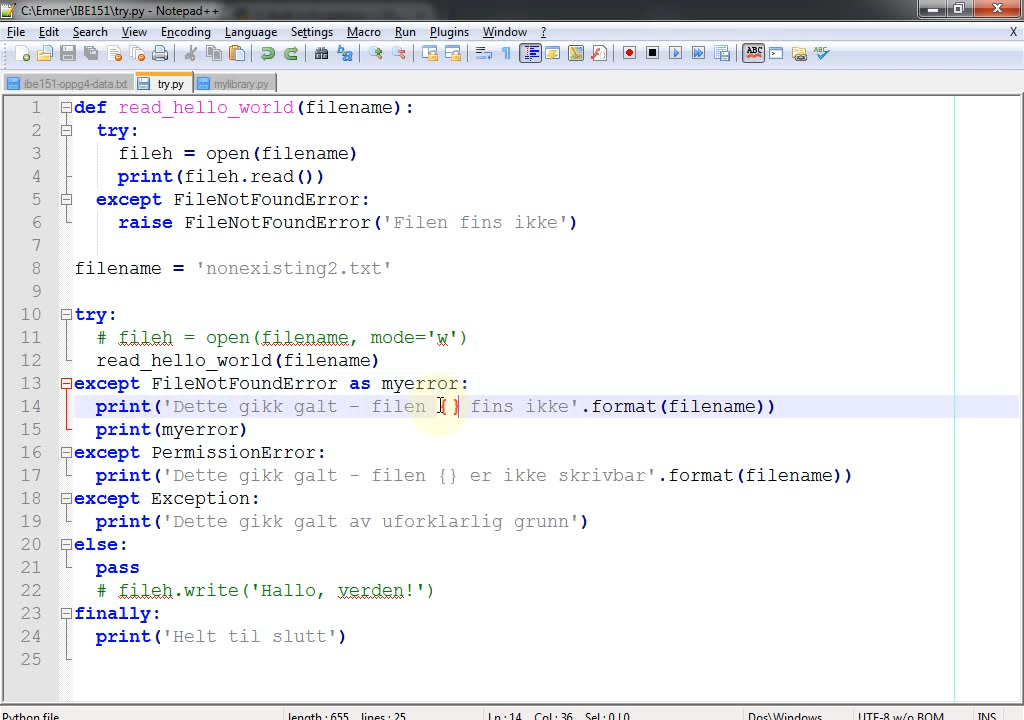 C:\Emner\IBE151\try.py - Notepad++
File Edit Search View Encoding Language Settings Macro Run Plugins Window ? X
ibe151-oppg4-data.txt try.py mylibrary.py
1 def read_hello_world(filename):
2 try:
3 fileh = open(filename)
4 print(fileh.read())
5 except FileNotFoundError:
6 raise FileNotFoundError('Filen fins ikke')
7
8 filename = 'nonexisting2.txt'
9
10 try:
11 # fileh = open(filename, mode='w')
12 read_hello_world(filename)
13 except FileNotFoundError as myerror:
14 print('Dette gikk galt - filen {} fins ikke'.format(filename))
15 print(myerror)
16 except PermissionError:
17 print('Dette gikk galt - filen {} er ikke skrivbar'.format(filename))
18 except Exception:
19 print('Dette gikk galt av uforklarlig grunn')
20 else:
21 pass
22 # fileh.write('Hallo, verden!')
23 finally:
24 print('Helt til slutt')
25
Python file length : 655 lines : 25 Ln : 14 Col : 36 Sel : 0 | 0 Dos\Windows UTF-8 w/o BOM INS